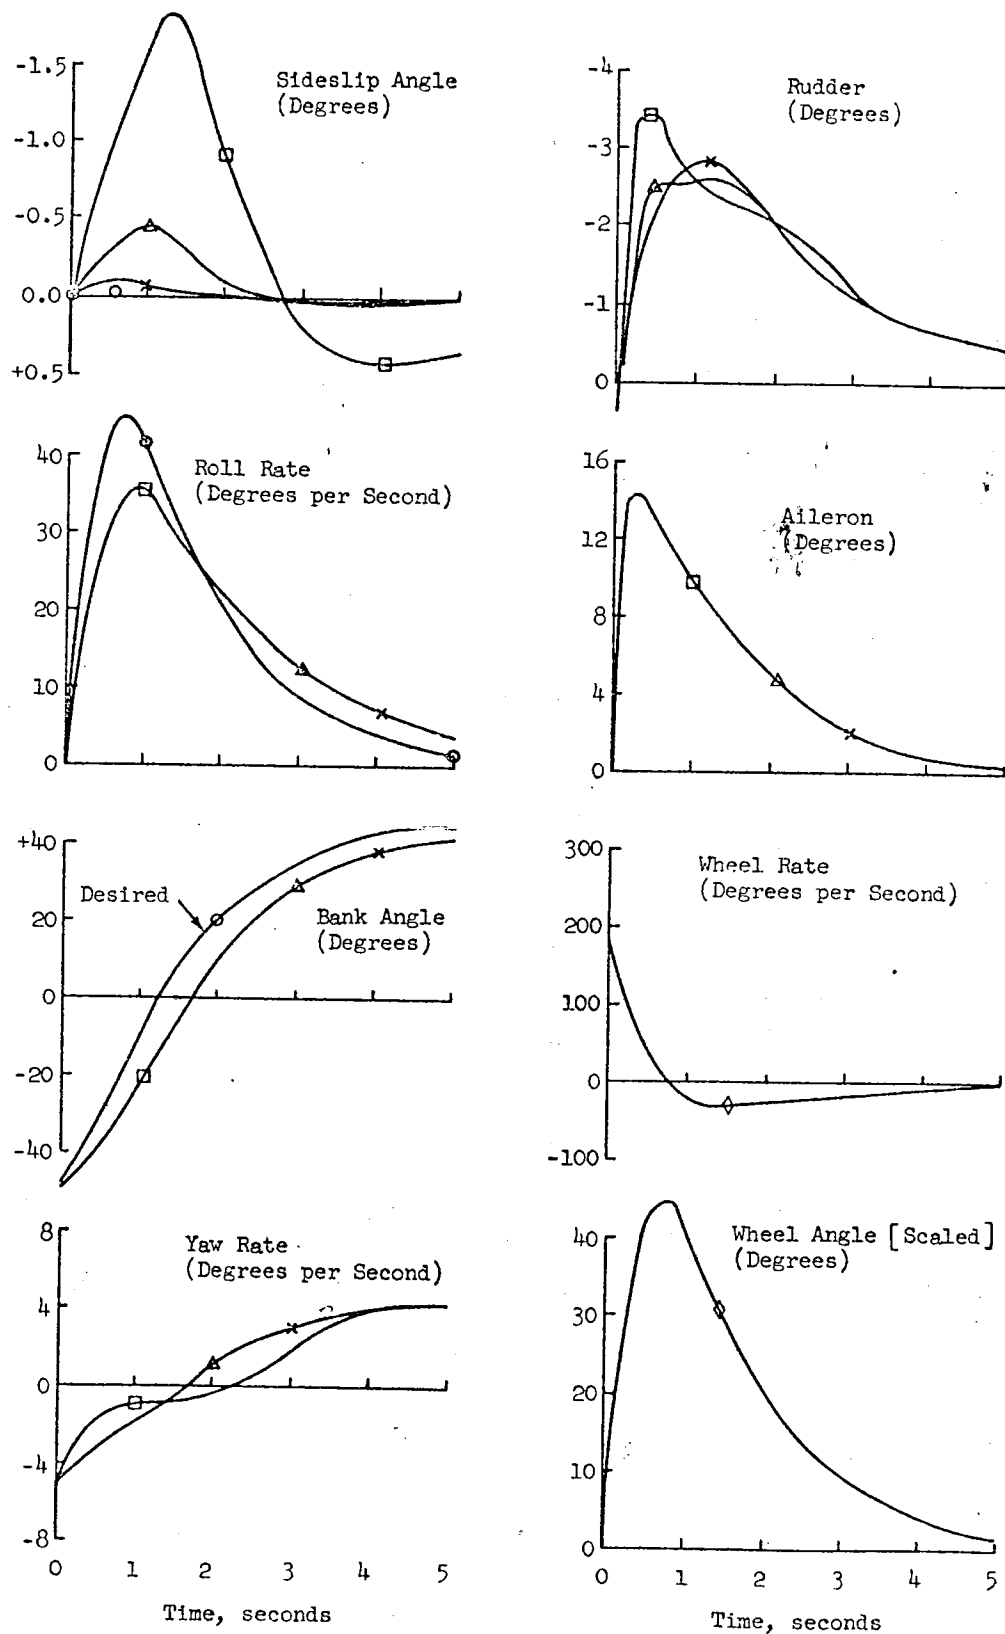 -1.5
-1.0
-0.5
0.0
+0.5
Sideslip Angle
(Degrees)
40
30
20
10
0
Roll Rate
(Degrees per Second)
+40
20
0
-20
-40
Desired
Bank Angle
(Degrees)
8
4
0
-4
-8
Yaw Rate
(Degrees per Second)
0 1 2 3 4 5
Time, seconds
-4
-3
-2
-1
0
Rudder
(Degrees)
16
12
8
4
0
Aileron
(Degrees)
300
200
100
0
-100
Wheel Rate
(Degrees per Second)
40
30
20
10
0
Wheel Angle [Scaled]
(Degrees)
0 1 2 3 4 5
Time, seconds